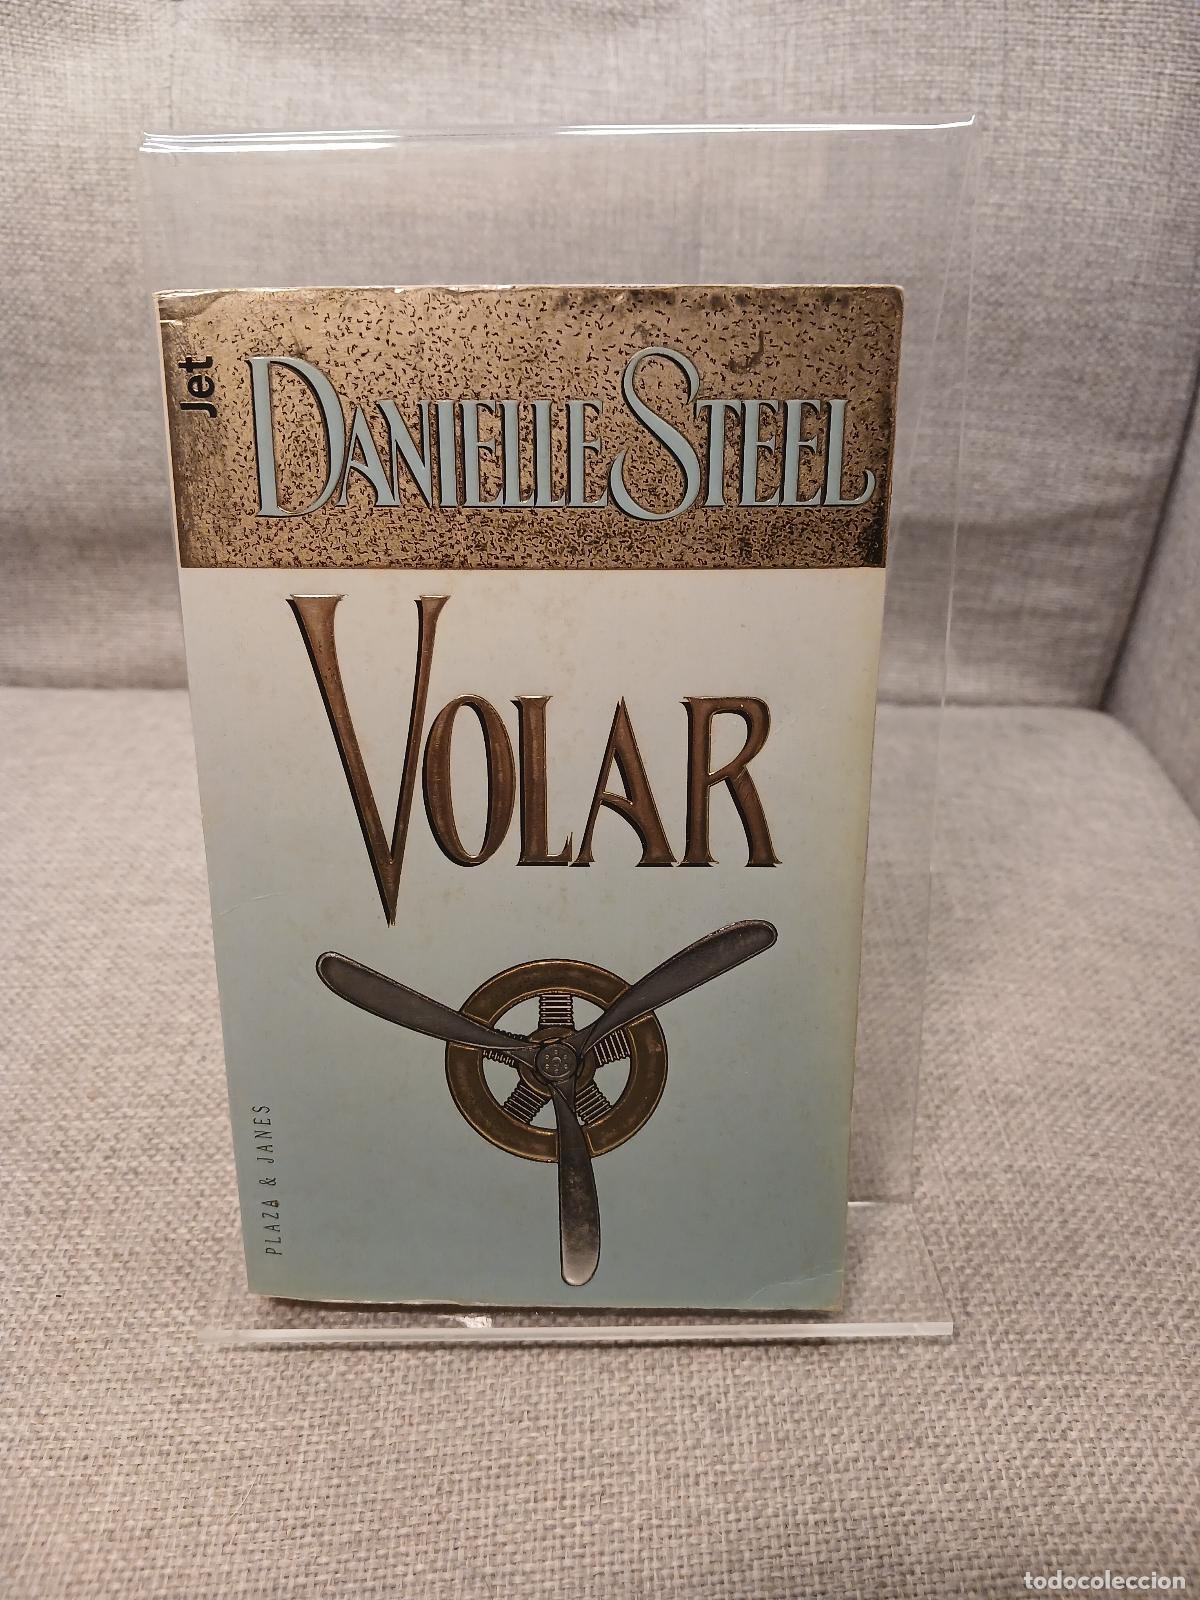 Jet
DANIELLE STEEL
VOLAR
PLAZA & JANES
todocoleccion